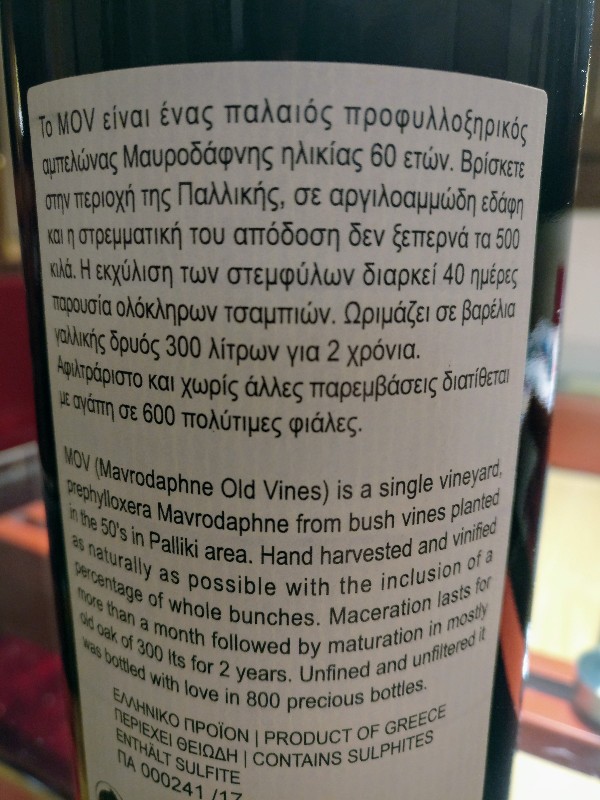 Το MOV είναι ένας παλαιός προφυλλοξηρικός
αμπελώνας Μαυροδάφνης ηλικίας 60 ετών. Βρίσκετε
στην περιοχή της Παλλικής, σε αργιλοαμμώδη εδάφη
και η στρεμματική του απόδοση δεν ξεπερνά τα 500
κιλά. Η εκχύλιση των στεμφύλων διαρκεί 40 ημέρες
παρουσία ολόκληρων τσαμπιών. Ωριμάζει σε βαρέλια
γαλλικής δρυός 300 λίτρων για 2 χρόνια.
Αφιλτράριστο και χωρίς άλλες παρεμβάσεις διατίθεται
με αγάπη σε 600 πολύτιμες φιάλες.
MOV (Mavrodaphne Old Vines) is a single vineyard,
prephylloxera Mavrodaphne from bush vines planted
in the 50's in Palliki area. Hand harvested and vinified
as naturally as possible with the inclusion of a
percentage of whole bunches. Maceration lasts for
more than a month followed by maturation in mostly
old oak of 300 lts for 2 years. Unfined and unfiltered it
was bottled with love in 800 precious bottles.
ΕΛΛΗΝΙΚΟ ΠΡΟΪΟΝ | PRODUCT OF GREECE
ΠΕΡΙΕΧΕΙ ΘΕΙΩΔΗ | CONTAINS SULPHITES
ENTHÄLT SULFITE
ΠΑ 000241 /17